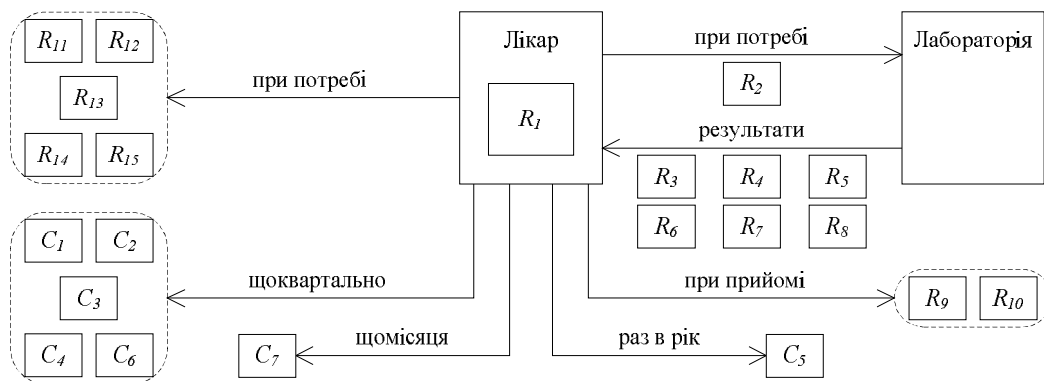 R11 R12
R13
R14 R15
при потребі
Лікар
R1
при потребі
R2
Лабораторія
результати
R3 R4 R5
R6 R7 R8
C1 C2
C3
C4 C6
щоквартально
при прийомі
R9 R10
C7
щомісяця
раз в рік
C5